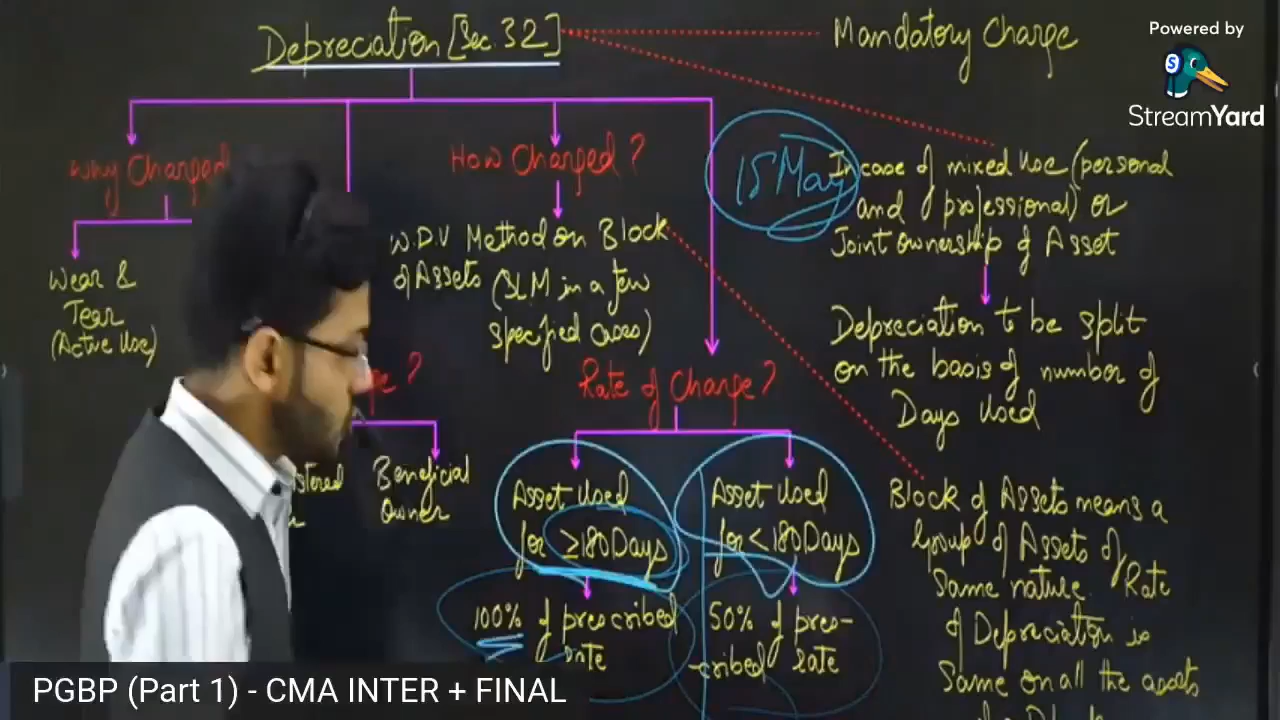 Depreciation [Sec. 32]
Mandatory Charge
Powered by
StreamYard
Why Charged
Wear &
Tear
(Active Use)
How Charged?
W.D.V Method on Block
of Assets (SLM in a few
specified cases)
15 May
In case of mixed Use (personal
and professional) or
Joint ownership of Asset
Depreciation to be split
on the basis of number of
Days Used
Beneficial
Owner
Rate of Charge?
Asset Used
for ≥180 Days
100% of prescribed
rate
Asset Used
for <180 Days
50% of pres-
cribed rate
Block of Assets means a
Group of Assets of
Same nature. Rate
of Depreciation is
Same on all the assets
PGBP (Part 1) - CMA INTER + FINAL